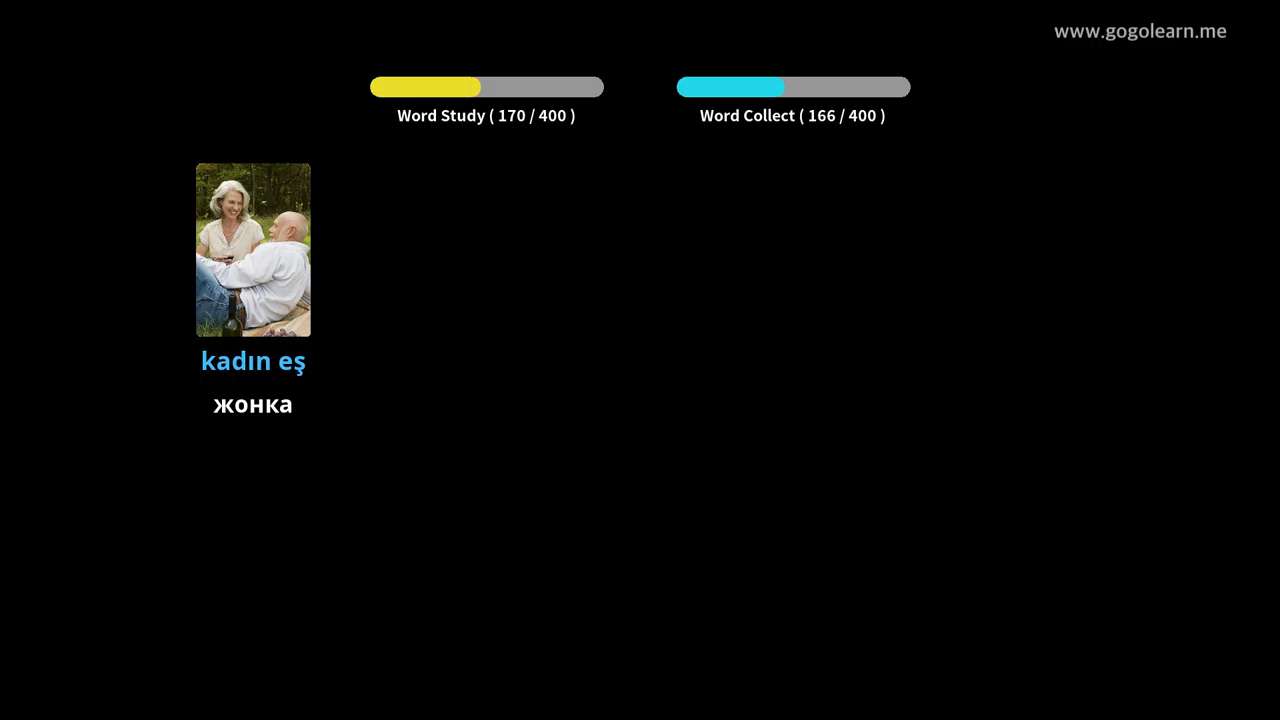 www.gogolearn.me
Word Study ( 170 / 400 )
Word Collect ( 166 / 400 )
kadın eş
жонка